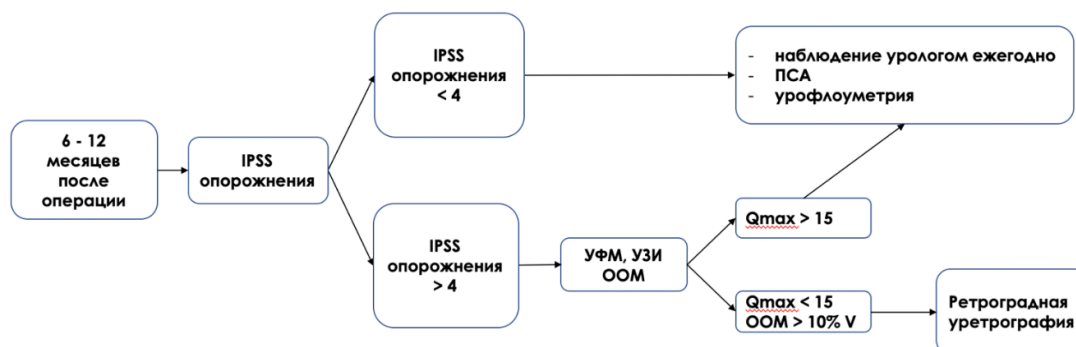 6 - 12
месяцев
после
операции
IPSS
опорожнения
IPSS
опорожнения
< 4
- наблюдение урологом ежегодно
- ПСА
- урофлоуметрия
IPSS
опорожнения
> 4
УФМ, УЗИ
ООМ
Qmax > 15
Qmax < 15
ООМ > 10% V
Ретроградная
уретрография